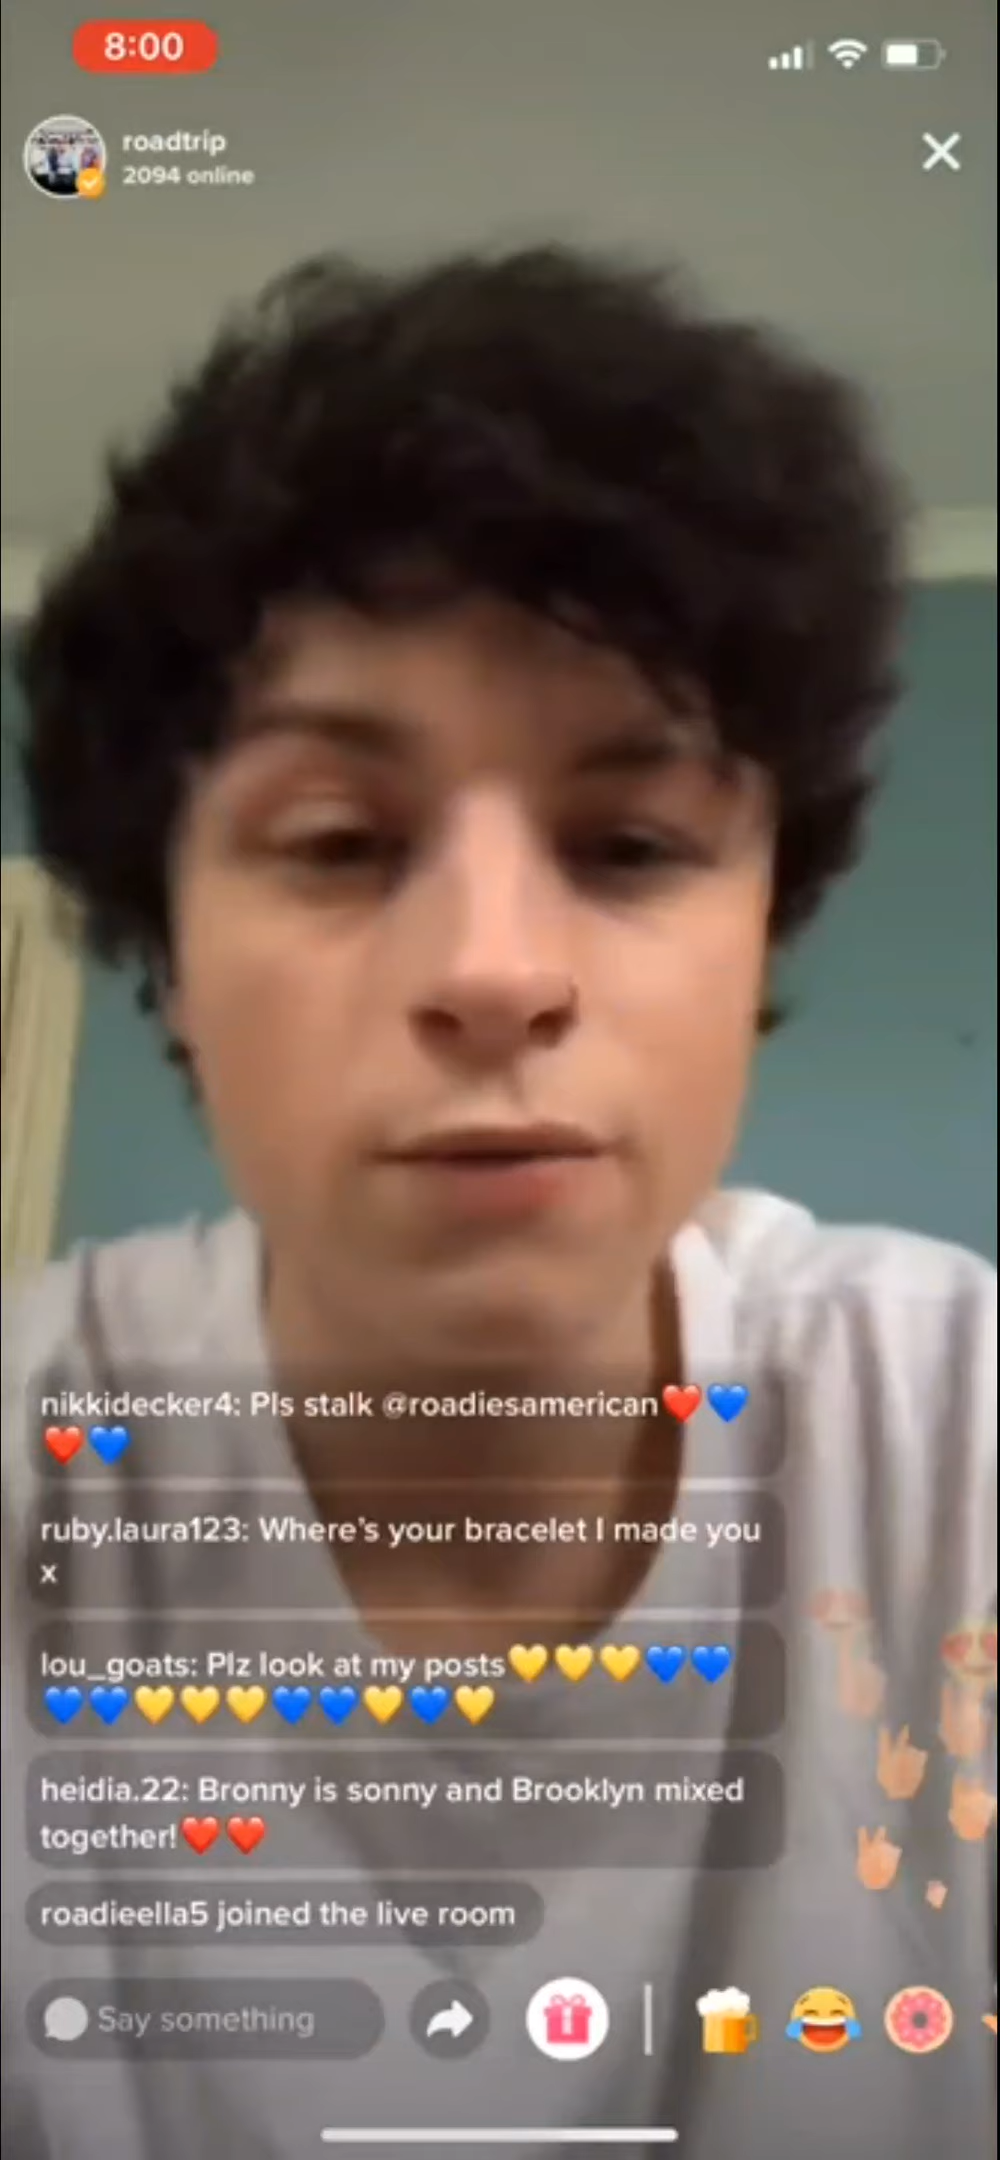 8:00
roadtrip
2094 online
nikkidecker4: Pls stalk @roadiesamerican❤️💙
❤️💙
ruby.laura123: Where's your bracelet I made you
x
lou_goats: Plz look at my posts💛💛💛💙💙
💙💙💛💛💛💙💙💛💙💛
heidia.22: Bronny is sonny and Brooklyn mixed
together!❤️❤️
roadieella5 joined the live room
Say something